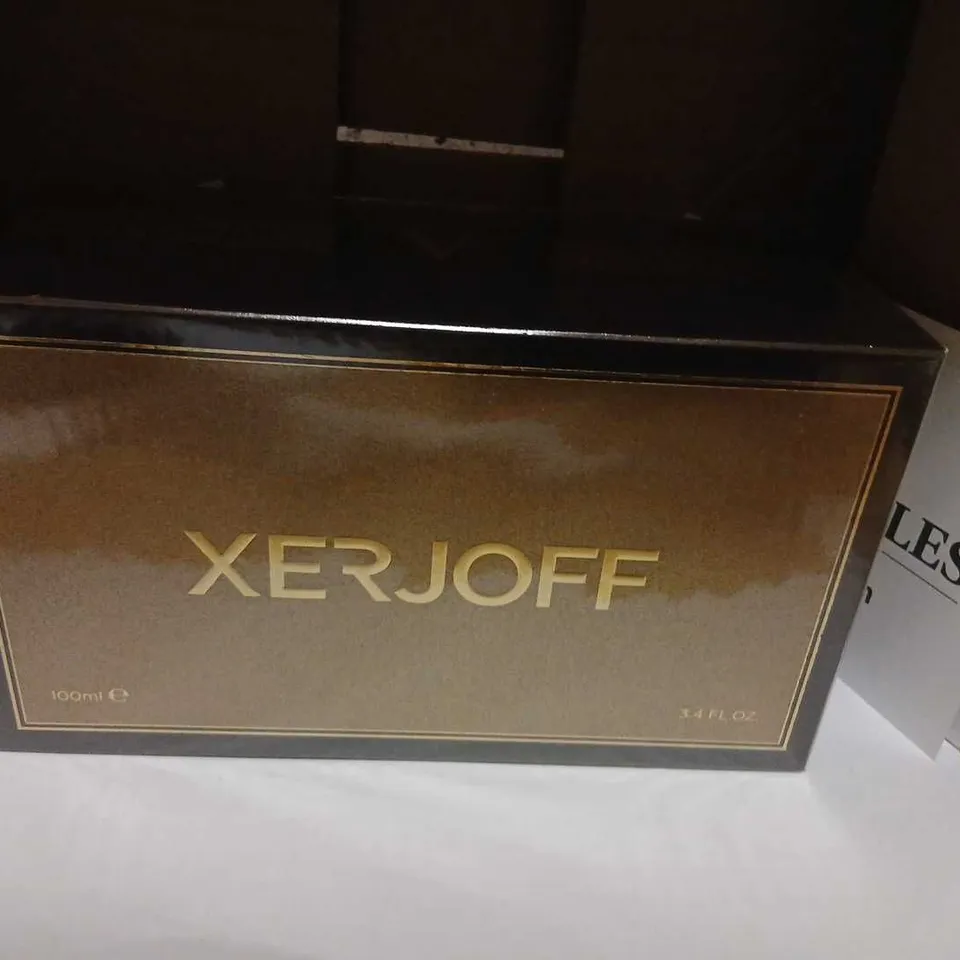 XERJOFF
100ml ℮
3.4 FL.OZ
LES